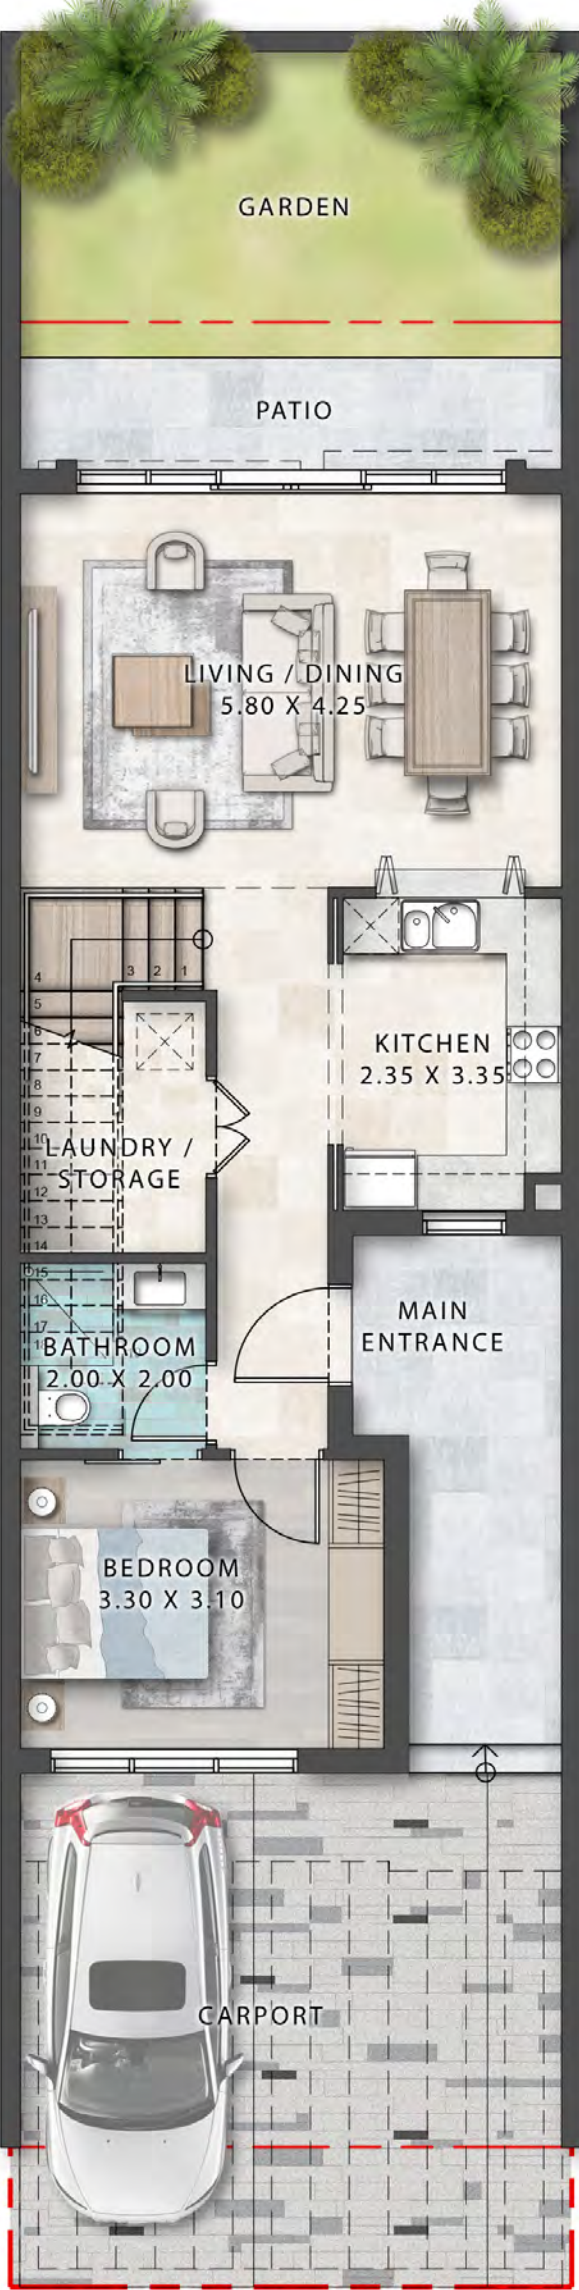 GARDEN
PATIO
LIVING / DINING
5.80 X 4.25
4
3 2 1
5
6
7
8
9
10
11
12
13
14
KITCHEN
2.35 X 3.35
LAUNDRY /
STORAGE
15
16
17
BATHROOM
2.00 X 2.00
MAIN
ENTRANCE
BEDROOM
3.30 X 3.10
CARPORT